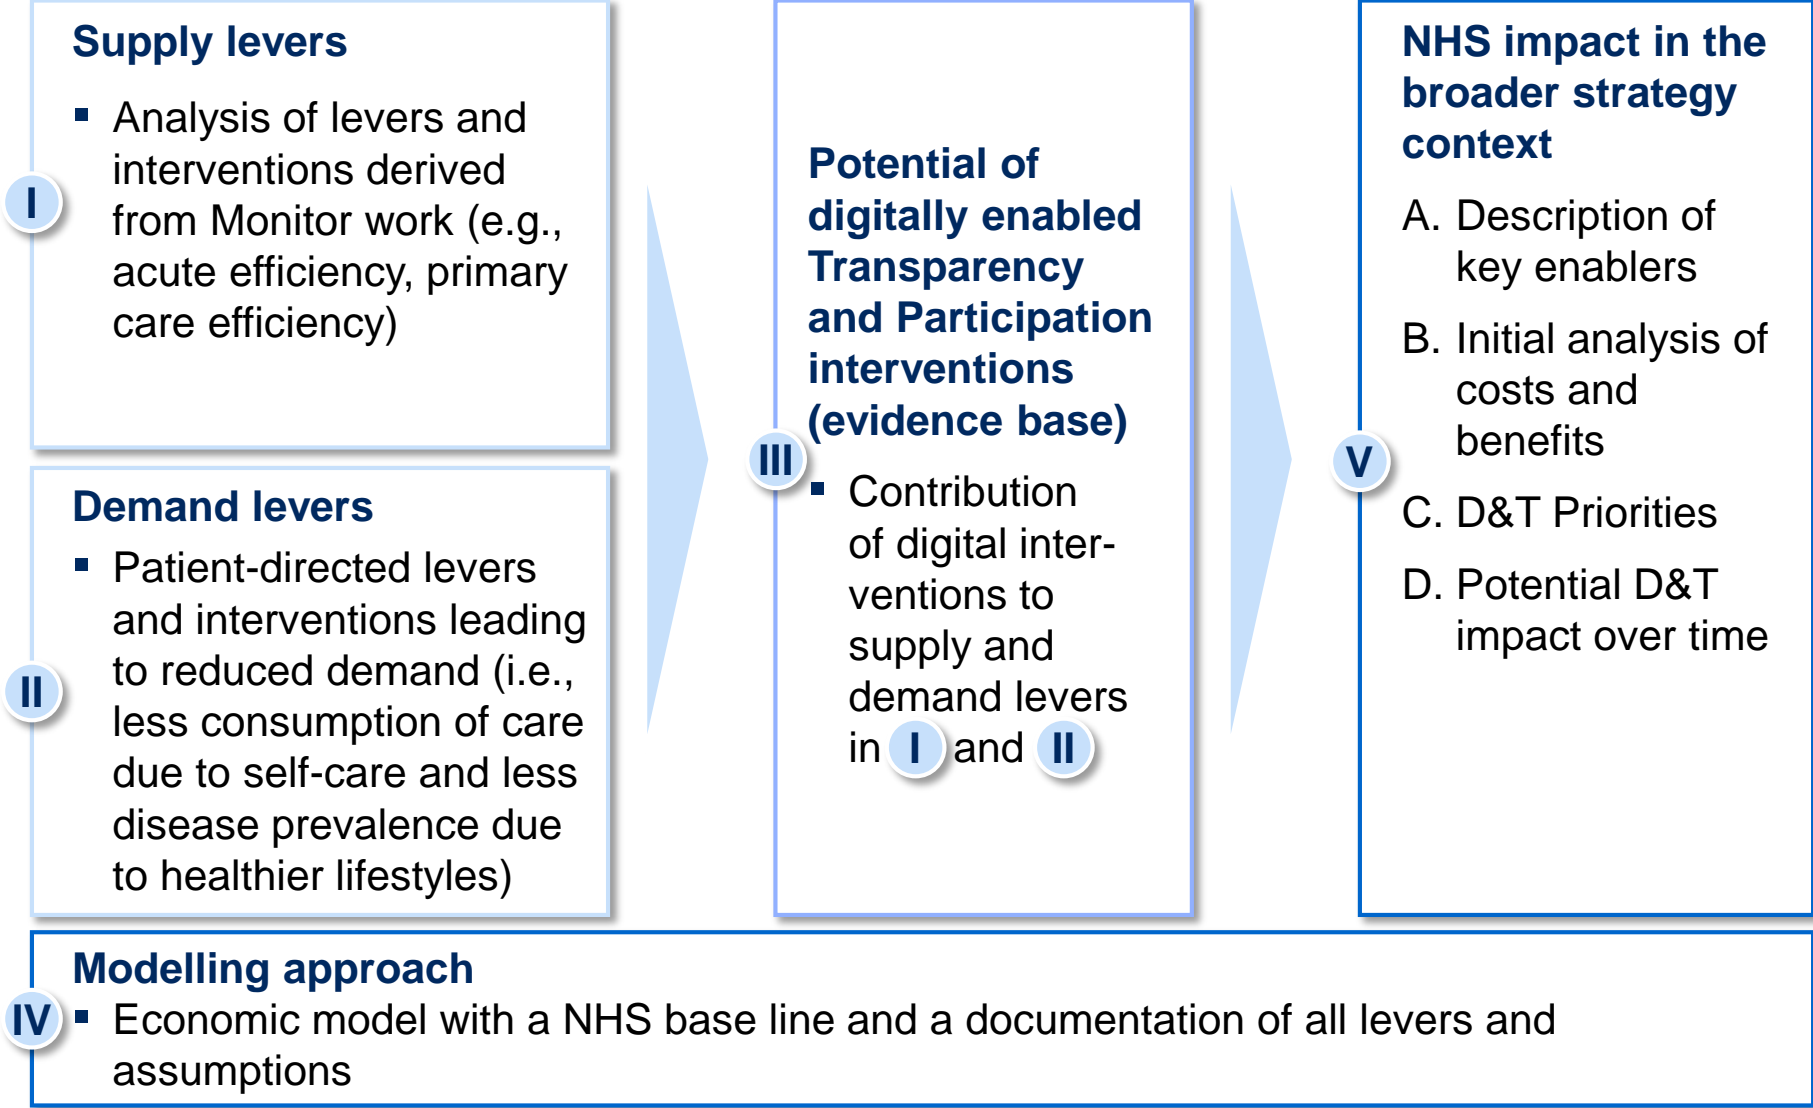 Supply levers
I
▪ Analysis of levers and
interventions derived
from Monitor work (e.g.,
acute efficiency, primary
care efficiency)
Demand levers
II
▪ Patient-directed levers
and interventions leading
to reduced demand (i.e.,
less consumption of care
due to self-care and less
disease prevalence due
to healthier lifestyles)
III
Potential of
digitally enabled
Transparency
and Participation
interventions
(evidence base)
▪ Contribution
of digital inter-
ventions to
supply and
demand levers
in I and II
V
NHS impact in the
broader strategy
context
A. Description of
key enablers
B. Initial analysis of
costs and
benefits
C. D&T Priorities
D. Potential D&T
impact over time
IV
Modelling approach
▪ Economic model with a NHS base line and a documentation of all levers and
assumptions